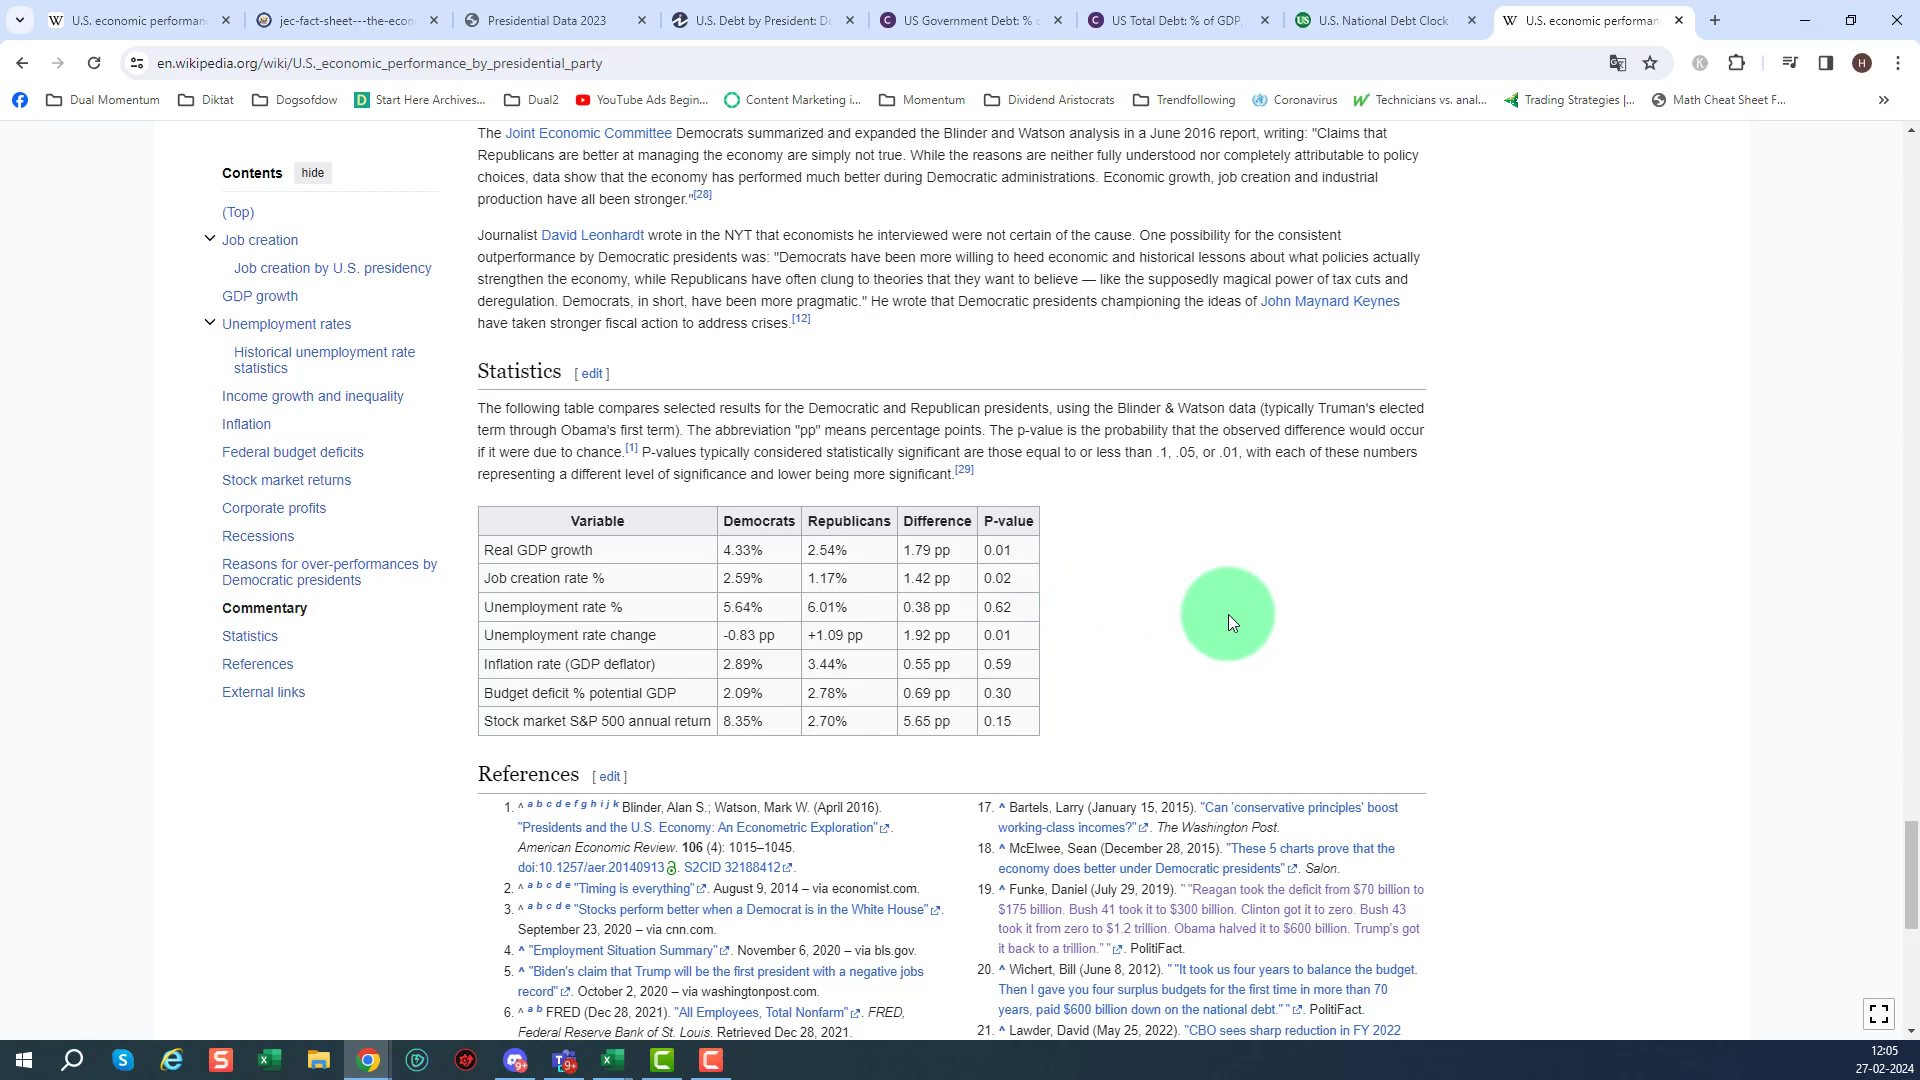 U.S. economic performan
jec-fact-sheet---the-econ
Presidential Data 2023
U.S. Debt by President: D
US Government Debt: %
US Total Debt: % of GDP,
U.S. National Debt Clock
U.S. economic performan
en.wikipedia.org/wiki/U.S._economic_performance_by_presidential_party
Dual Momentum
Diktat
Dogsofdow
Start Here Archives...
Dual2
YouTube Ads Begin...
Content Marketing i...
Momentum
Dividend Aristocrats
Trendfollowing
Coronavirus
Technicians vs. anal...
Trading Strategies |...
Math Cheat Sheet F...
Contents hide
(Top)
Job creation
Job creation by U.S. presidency
GDP growth
Unemployment rates
Historical unemployment rate
statistics
Income growth and inequality
Inflation
Federal budget deficits
Stock market returns
Corporate profits
Recessions
Reasons for over-performances by
Democratic presidents
Commentary
Statistics
References
External links
The Joint Economic Committee Democrats summarized and expanded the Blinder and Watson analysis in a June 2016 report, writing: "Claims that
Republicans are better at managing the economy are simply not true. While the reasons are neither fully understood nor completely attributable to policy
choices, data show that the economy has performed much better during Democratic administrations. Economic growth, job creation and industrial
production have all been stronger."[28]
Journalist David Leonhardt wrote in the NYT that economists he interviewed were not certain of the cause. One possibility for the consistent
outperformance by Democratic presidents was: "Democrats have been more willing to heed economic and historical lessons about what policies actually
strengthen the economy, while Republicans have often clung to theories that they want to believe — like the supposedly magical power of tax cuts and
deregulation. Democrats, in short, have been more pragmatic." He wrote that Democratic presidents championing the ideas of John Maynard Keynes
have taken stronger fiscal action to address crises.[12]
Statistics [ edit ]
The following table compares selected results for the Democratic and Republican presidents, using the Blinder & Watson data (typically Truman's elected
term through Obama's first term). The abbreviation "pp" means percentage points. The p-value is the probability that the observed difference would occur
if it were due to chance.[1] P-values typically considered statistically significant are those equal to or less than .1, .05, or .01, with each of these numbers
representing a different level of significance and lower being more significant.[29]
Variable Democrats Republicans Difference P-value
Real GDP growth 4.33% 2.54% 1.79 pp 0.01
Job creation rate % 2.59% 1.17% 1.42 pp 0.02
Unemployment rate % 5.64% 6.01% 0.38 pp 0.62
Unemployment rate change -0.83 pp +1.09 pp 1.92 pp 0.01
Inflation rate (GDP deflator) 2.89% 3.44% 0.55 pp 0.59
Budget deficit % potential GDP 2.09% 2.78% 0.69 pp 0.30
Stock market S&P 500 annual return 8.35% 2.70% 5.65 pp 0.15
References [ edit ]
1. ^ a b c d e f g h i j k Blinder, Alan S.; Watson, Mark W. (April 2016).
"Presidents and the U.S. Economy: An Econometric Exploration".
American Economic Review. 106 (4): 1015–1045.
doi:10.1257/aer.20140913. S2CID 32188412.
2. ^ a b c d e "Timing is everything". August 9, 2014 – via economist.com.
3. ^ a b c d e "Stocks perform better when a Democrat is in the White House".
September 23, 2020 – via cnn.com.
4. ^ "Employment Situation Summary". November 6, 2020 – via bls.gov.
5. ^ "Biden's claim that Trump will be the first president with a negative jobs
record". October 2, 2020 – via washingtonpost.com.
6. ^ a b FRED (Dec 28, 2021). "All Employees, Total Nonfarm". FRED,
Federal Reserve Bank of St. Louis. Retrieved Dec 28, 2021.
17. ^ Bartels, Larry (January 15, 2015). "Can 'conservative principles' boost
working-class incomes?". The Washington Post.
18. ^ McElwee, Sean (December 28, 2015). "These 5 charts prove that the
economy does better under Democratic presidents". Salon.
19. ^ Funke, Daniel (July 29, 2019). " "Reagan took the deficit from $70 billion to
$175 billion. Bush 41 took it to $300 billion. Clinton got it to zero. Bush 43
took it from zero to $1.2 trillion. Obama halved it to $600 billion. Trump's got
it back to a trillion." ". PolitiFact.
20. ^ Wichert, Bill (June 8, 2012). " "It took us four years to balance the budget.
Then I gave you four surplus budgets for the first time in more than 70
years, paid $600 billion down on the national debt." ". PolitiFact.
21. ^ Lawder, David (May 25, 2022). "CBO sees sharp reduction in FY 2022
12:05
27-02-2024